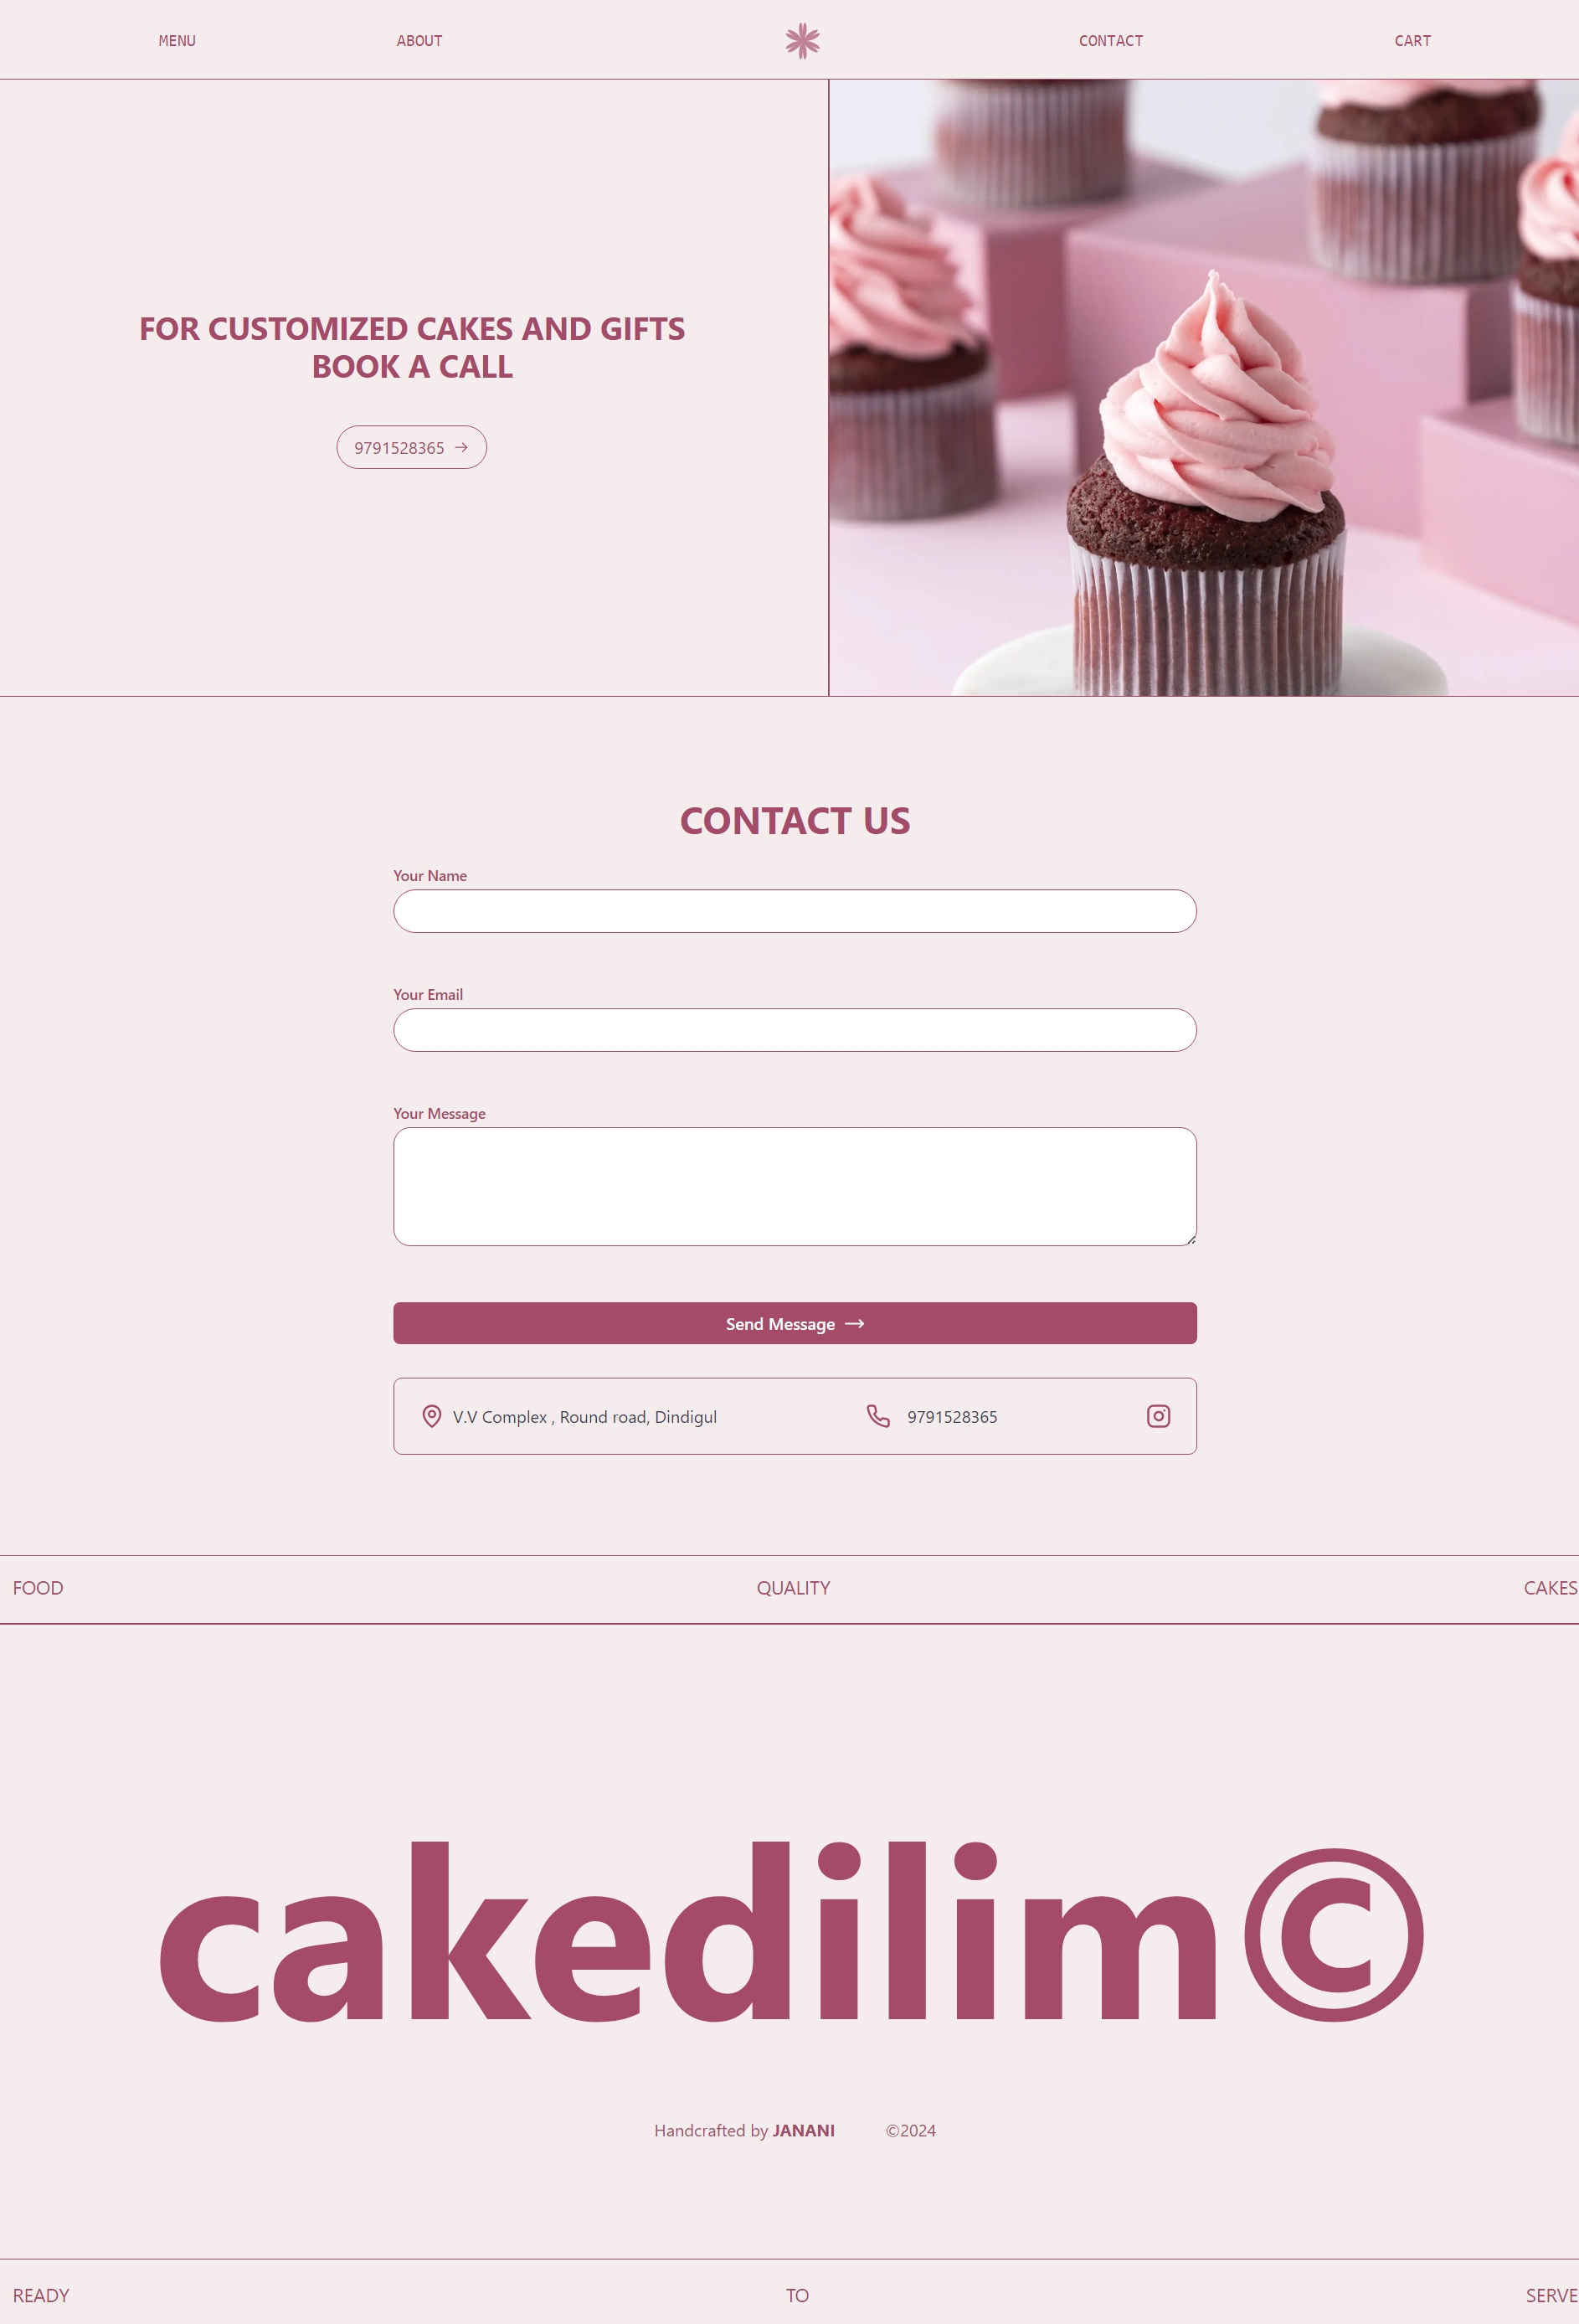 MENU ABOUT CONTACT CART
FOR CUSTOMIZED CAKES AND GIFTS
BOOK A CALL
9791528365 →
CONTACT US
Your Name
Your Email
Your Message
Send Message →
V.V Complex , Round road, Dindigul 9791528365
FOOD QUALITY CAKES
cakedilim©
Handcrafted by JANANI ©2024
READY TO SERVE